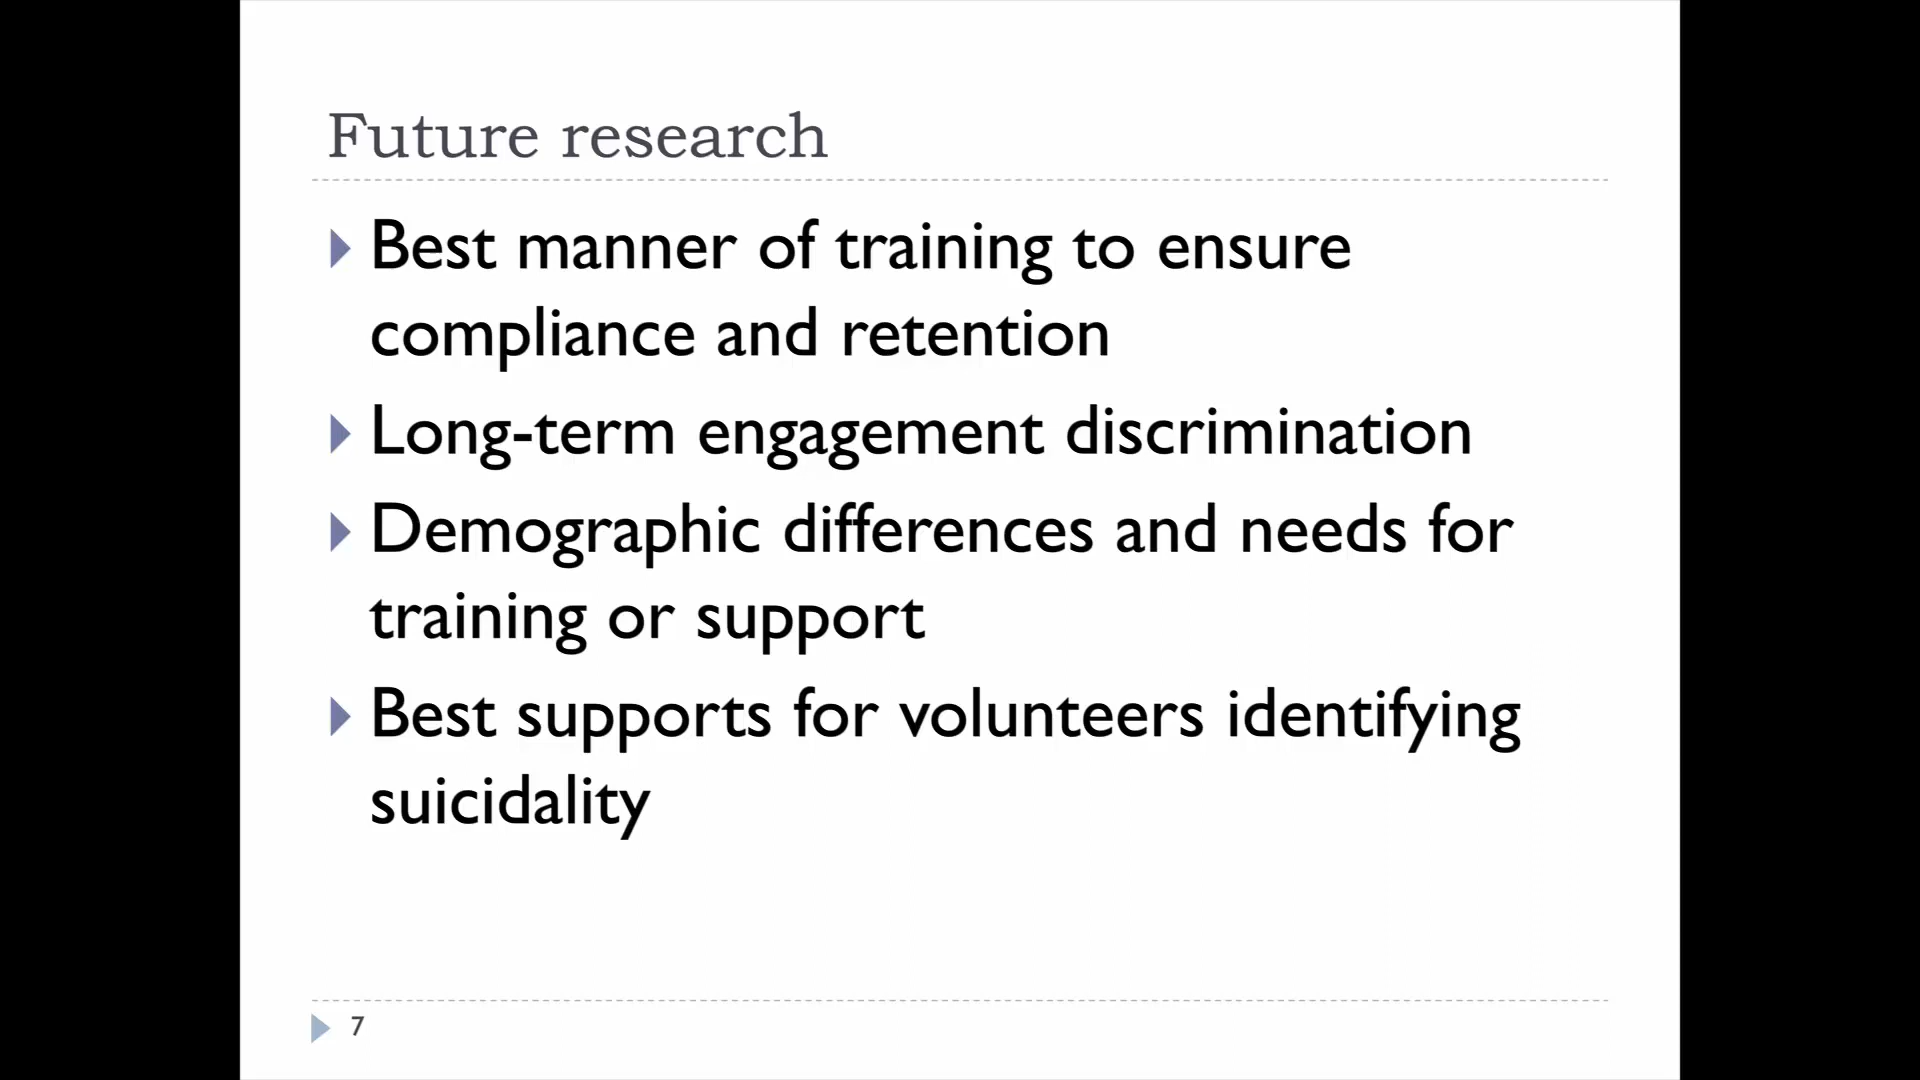 Future research
Best manner of training to ensure
compliance and retention
Long-term engagement discrimination
Demographic differences and needs for
training or support
Best supports for volunteers identifying
suicidality
7